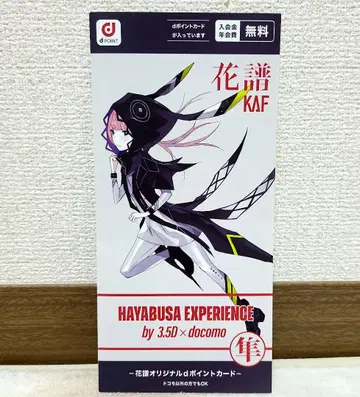 d
d POINT
dポイントカード
が入っています
入会金
年会費
無料
花譜
KAF
HAYABUSA EXPERIENCE
by 3.5D×docomo
隼
－花譜オリジナルdポイントカード－
ドコモ以外の方でもOK